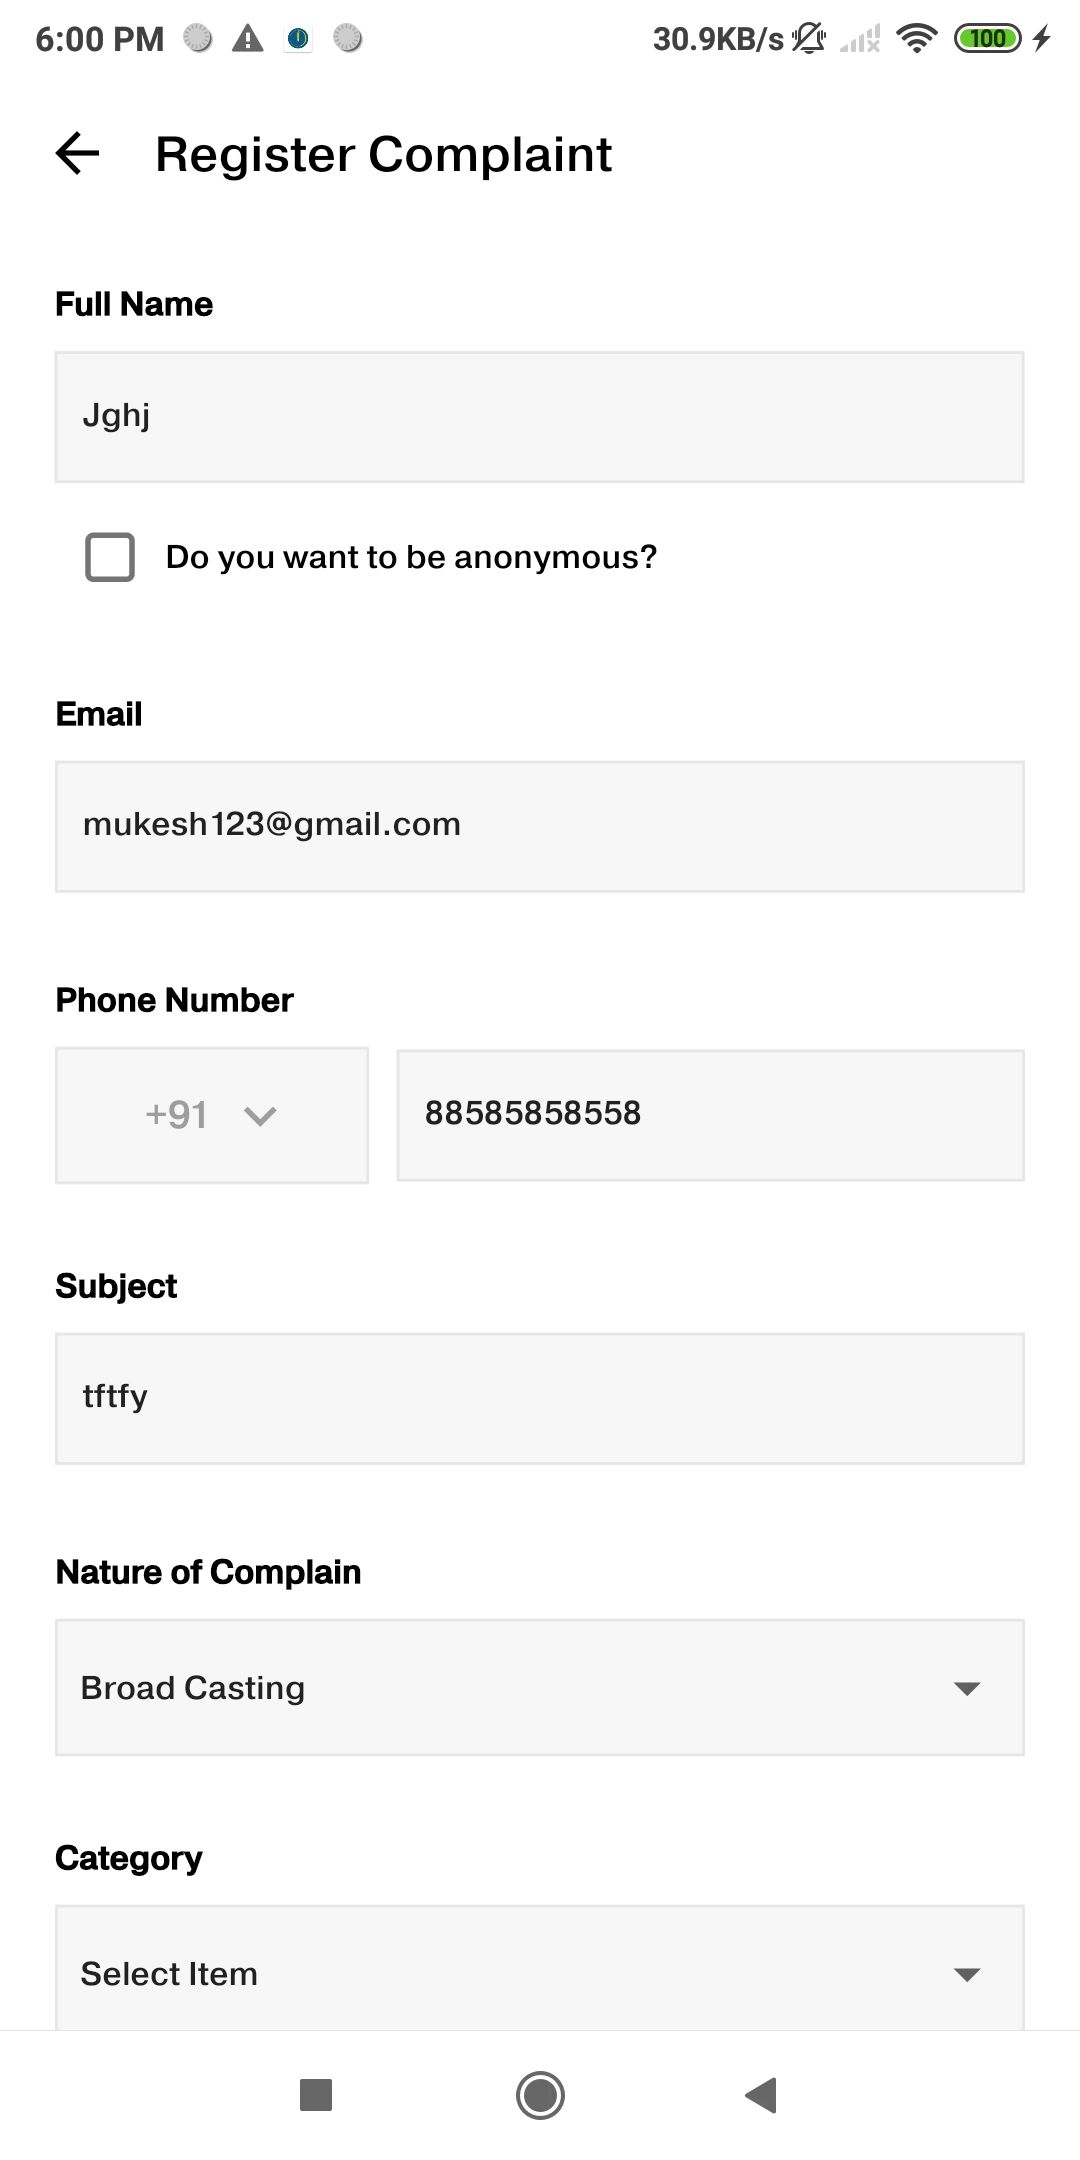 6:00 PM 30.9KB/s 100
Register Complaint
Full Name
Jghj
Do you want to be anonymous?
Email
mukesh123@gmail.com
Phone Number
+91 88585858558
Subject
tftfy
Nature of Complain
Broad Casting
Category
Select Item